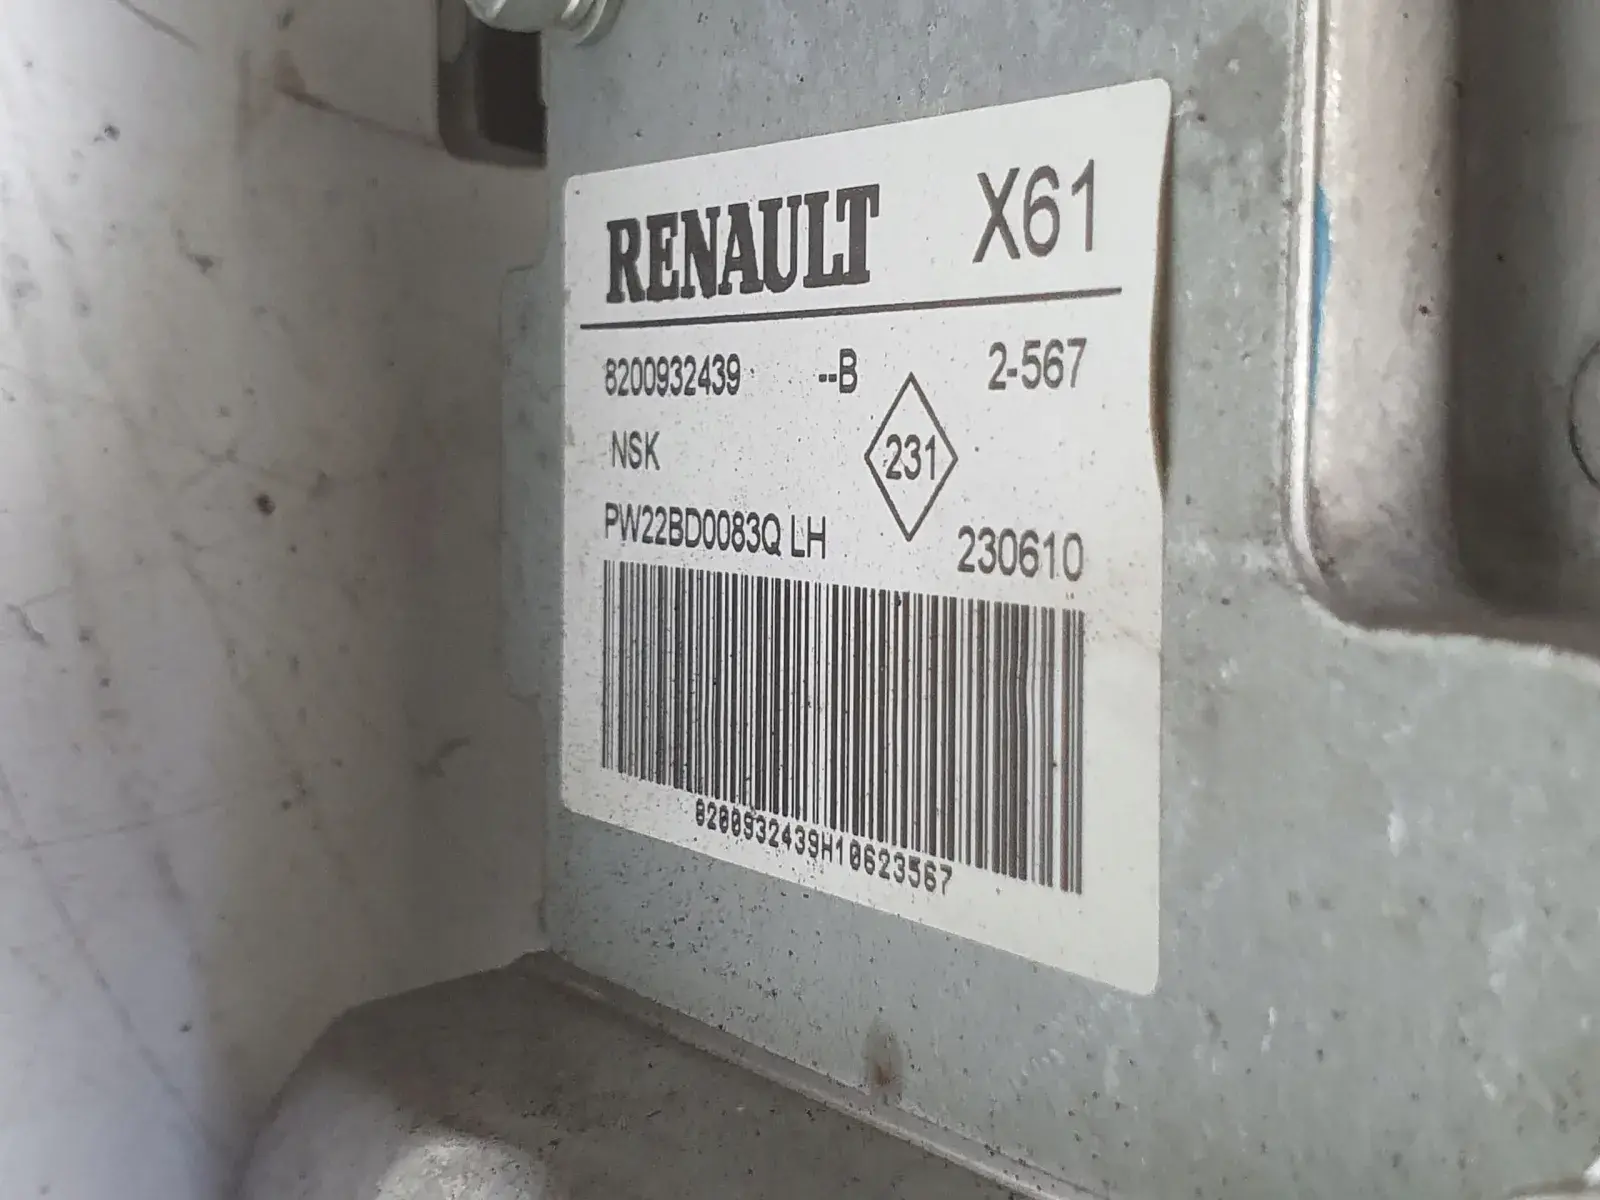 RENAULT X61
8200932439 --B 2-567
NSK 231
PW22BD0083Q LH 230610
8200932439H10623567